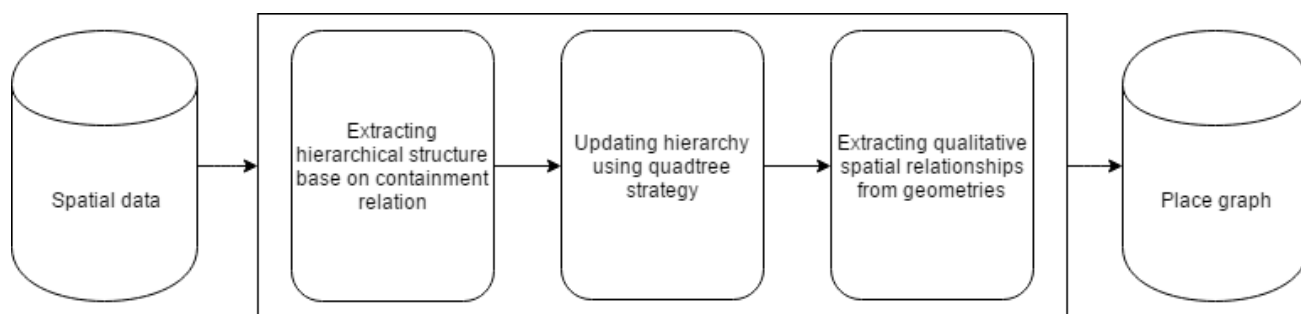 Spatial data
Extracting
hierarchical structure
base on containment
relation
Updating hierarchy
using quadtree
strategy
Extracting qualitative
spatial relationships
from geometries
Place graph